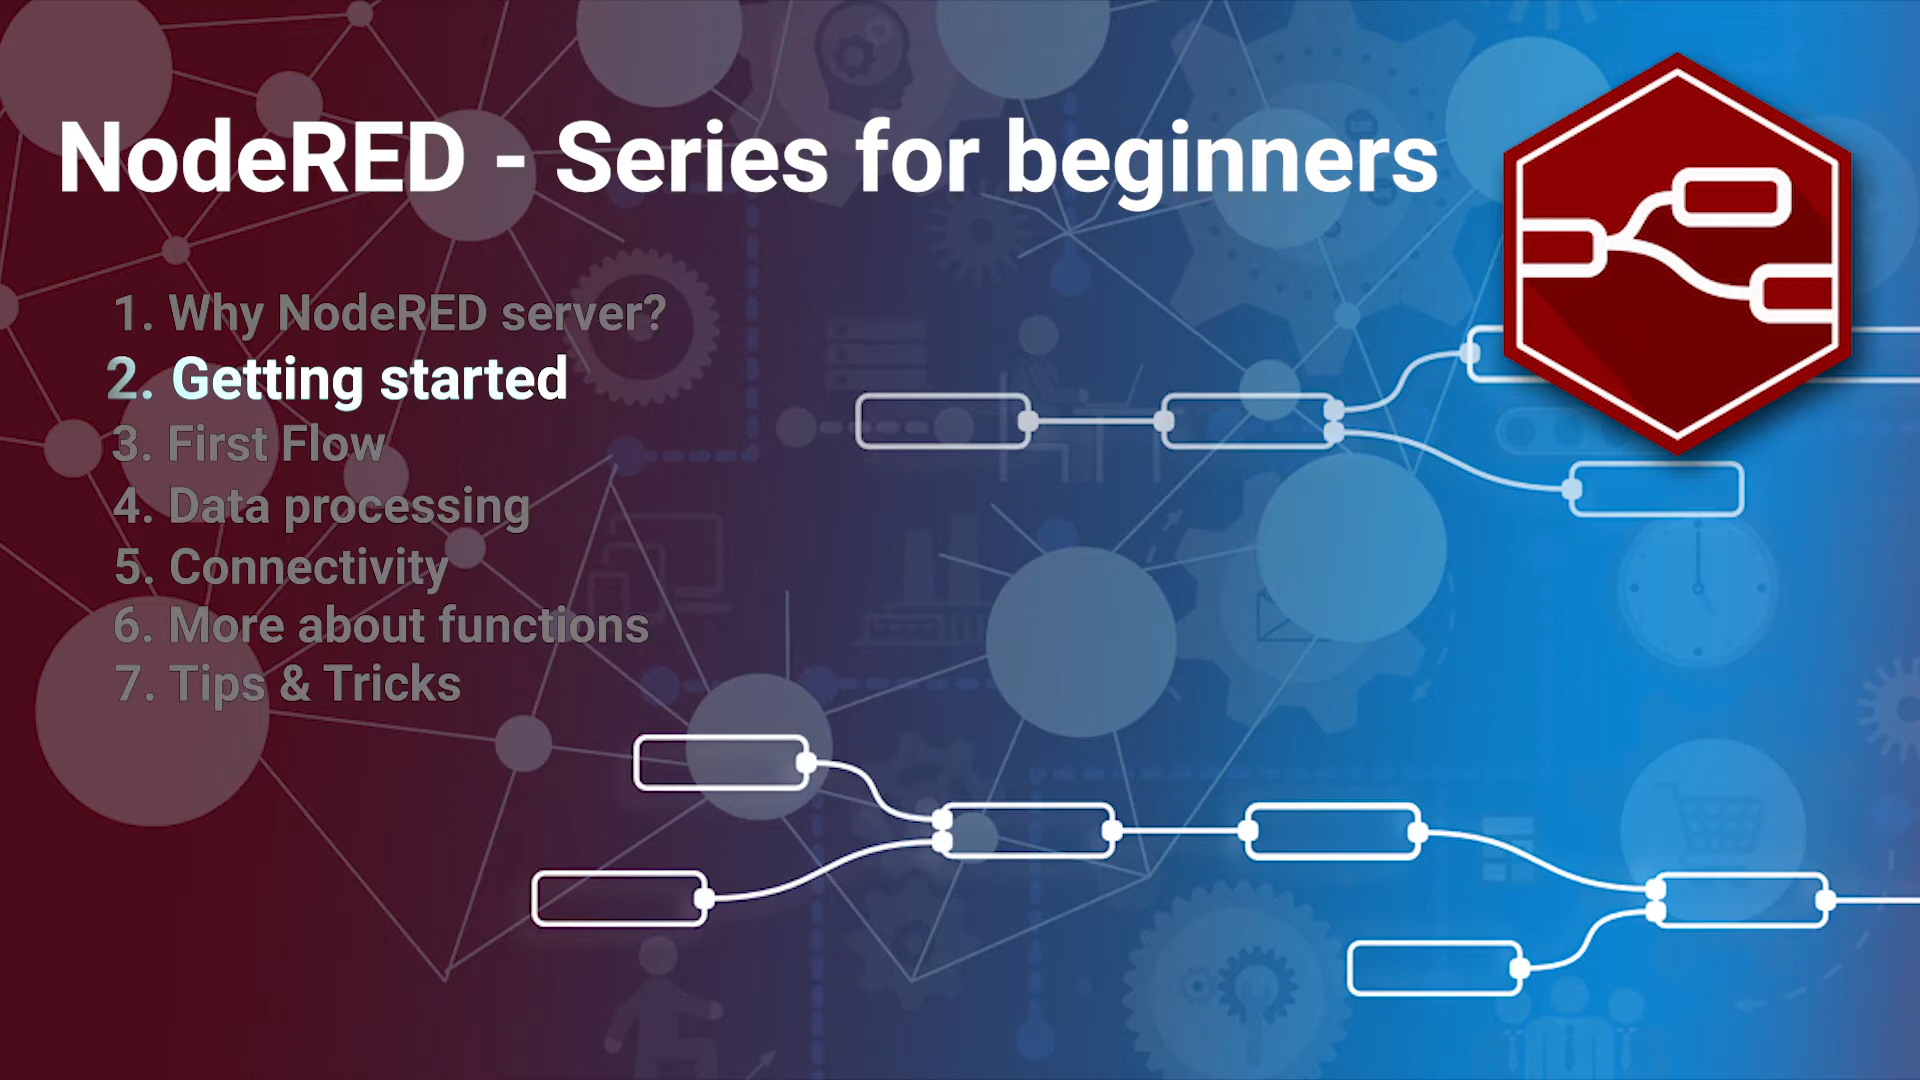 NodeRED - Series for beginners
1. Why NodeRED server?
2. Getting started
3. First Flow
4. Data processing
5. Connectivity
6. More about functions
7. Tips & Tricks